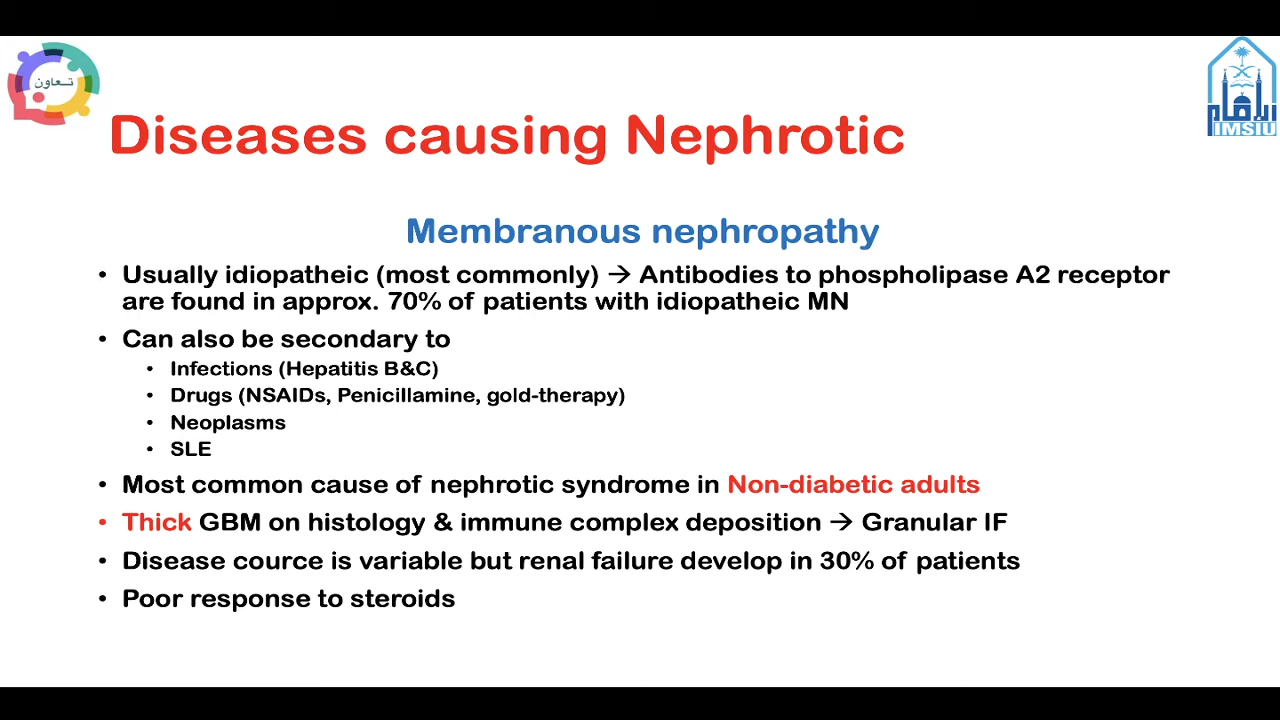 تعاون
الإمام
IMSIU
Diseases causing Nephrotic
Membranous nephropathy
• Usually idiopatheic (most commonly) → Antibodies to phospholipase A2 receptor
are found in approx. 70% of patients with idiopatheic MN
• Can also be secondary to
• Infections (Hepatitis B&C)
• Drugs (NSAIDs, Penicillamine, gold-therapy)
• Neoplasms
• SLE
• Most common cause of nephrotic syndrome in Non-diabetic adults
• Thick GBM on histology & immune complex deposition → Granular IF
• Disease cource is variable but renal failure develop in 30% of patients
• Poor response to steroids